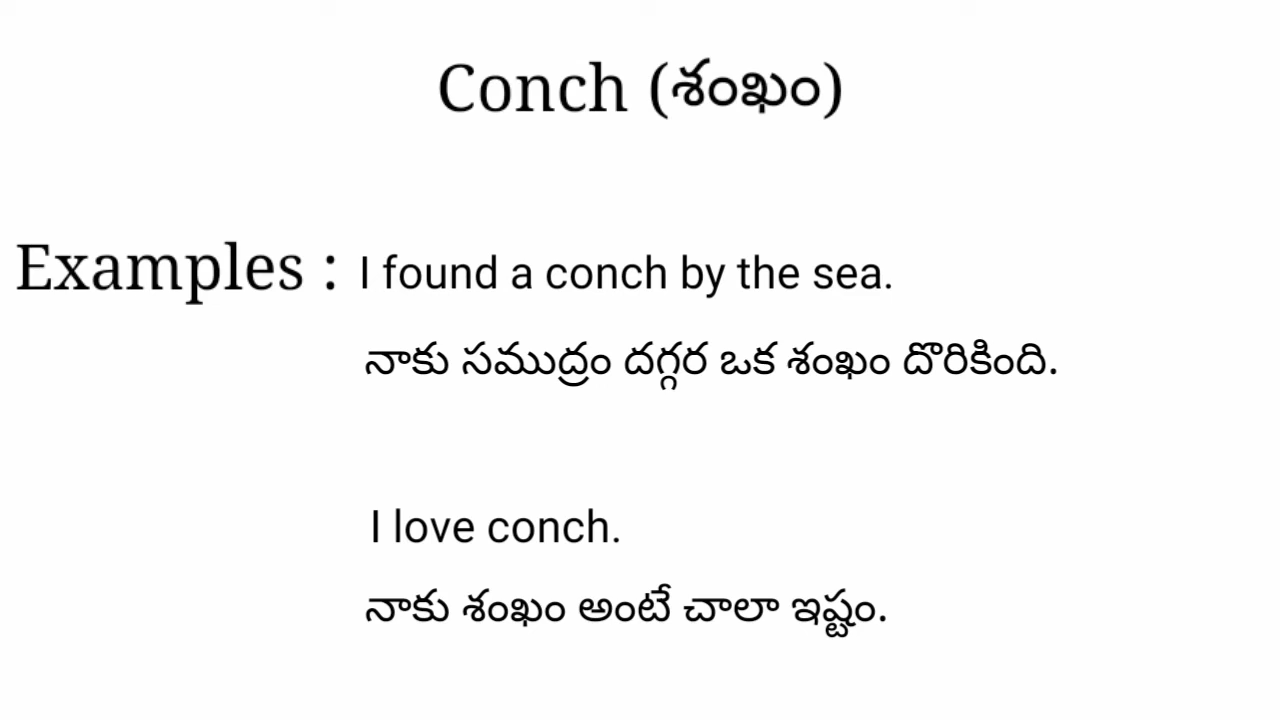 Conch (శంఖం)
Examples : I found a conch by the sea.
నాకు సముద్రం దగ్గర ఒక శంఖం దొరికింది.
I love conch.
నాకు శంఖం అంటే చాలా ఇష్టం.